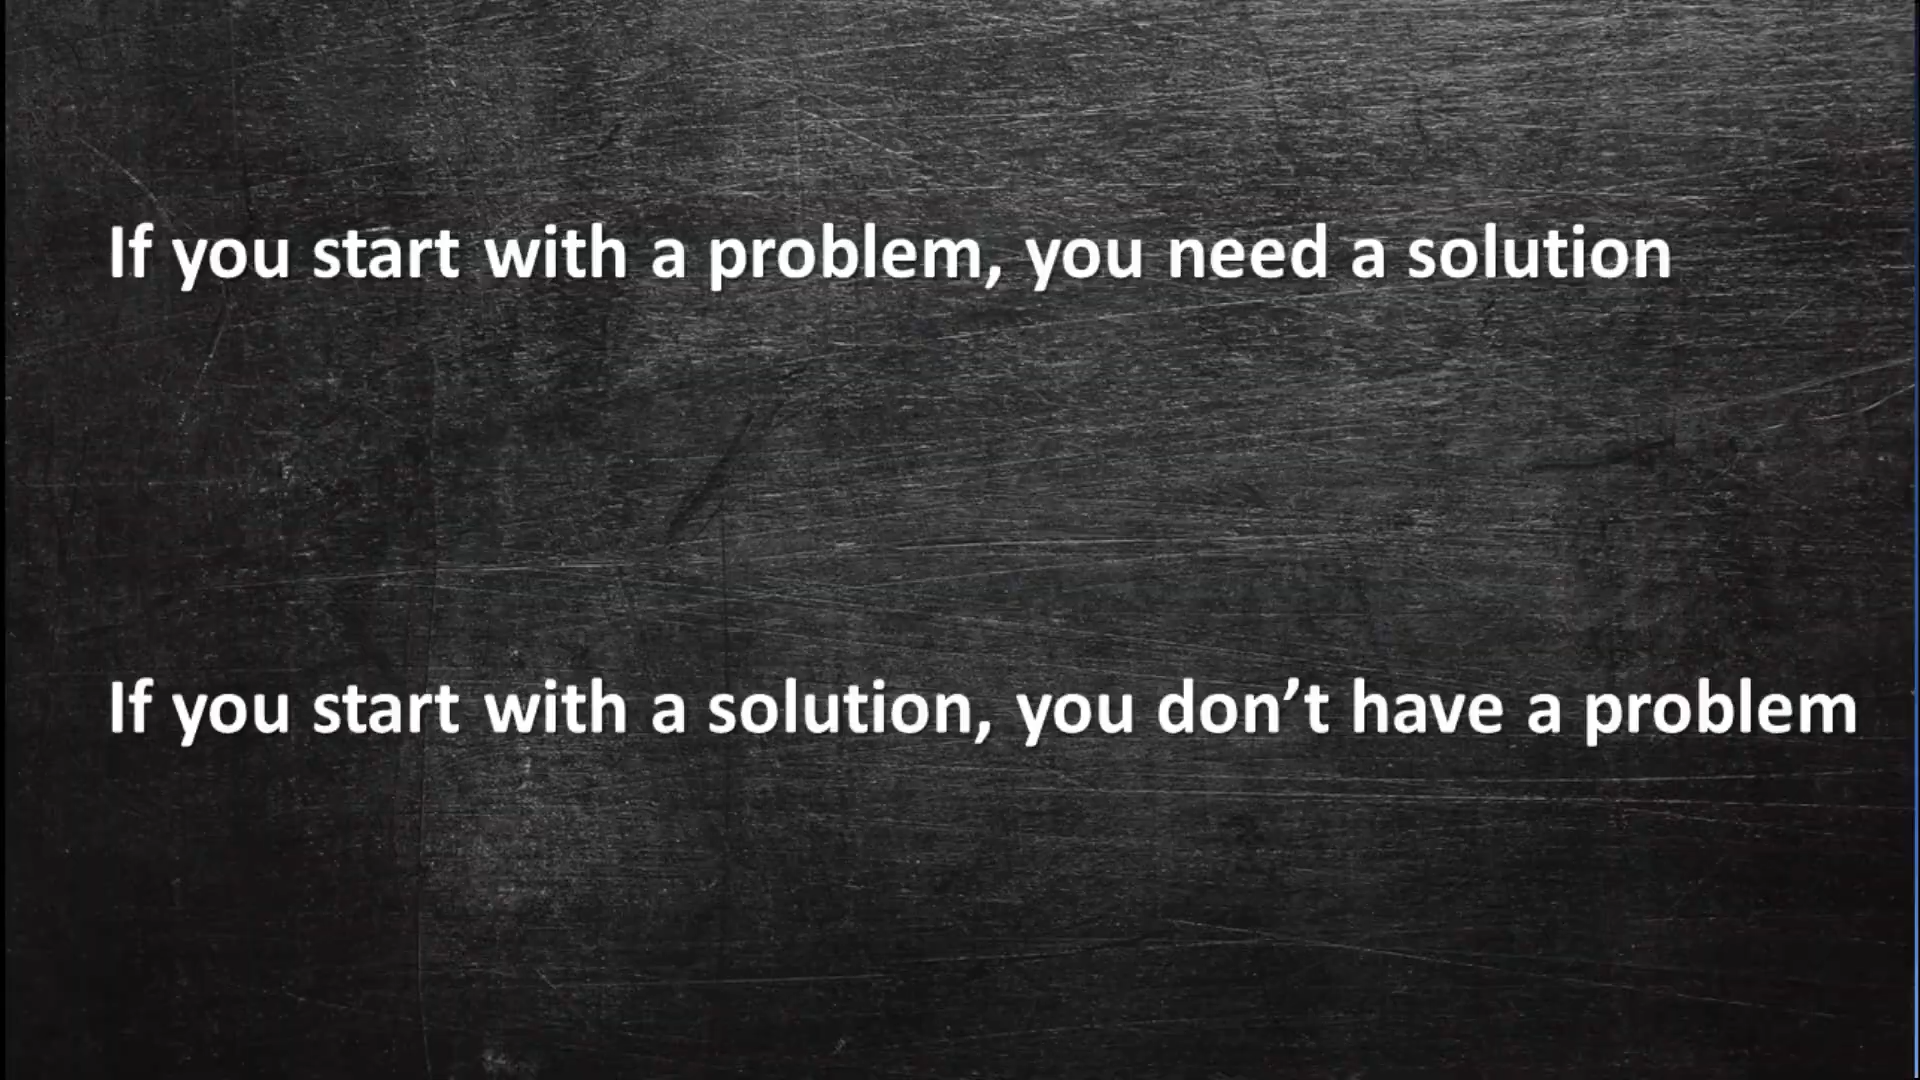 If you start with a problem, you need a solution
If you start with a solution, you don’t have a problem